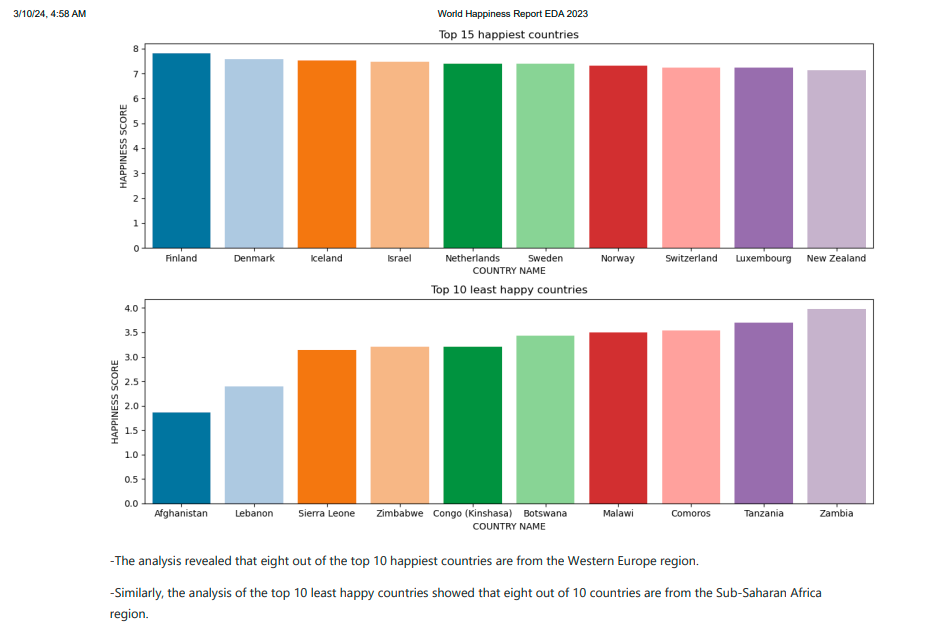 3/10/24, 4:58 AM World Happiness Report EDA 2023
Top 15 happiest countries
HAPPINESS SCORE
8
7
6
5
4
3
2
1
0
Finland Denmark Iceland Israel Netherlands Sweden Norway Switzerland Luxembourg New Zealand
COUNTRY NAME
Top 10 least happy countries
HAPPINESS SCORE
4.0
3.5
3.0
2.5
2.0
1.5
1.0
0.5
0.0
Afghanistan Lebanon Sierra Leone Zimbabwe Congo (Kinshasa) Botswana Malawi Comoros Tanzania Zambia
COUNTRY NAME
-The analysis revealed that eight out of the top 10 happiest countries are from the Western Europe region.
-Similarly, the analysis of the top 10 least happy countries showed that eight out of 10 countries are from the Sub-Saharan Africa
region.